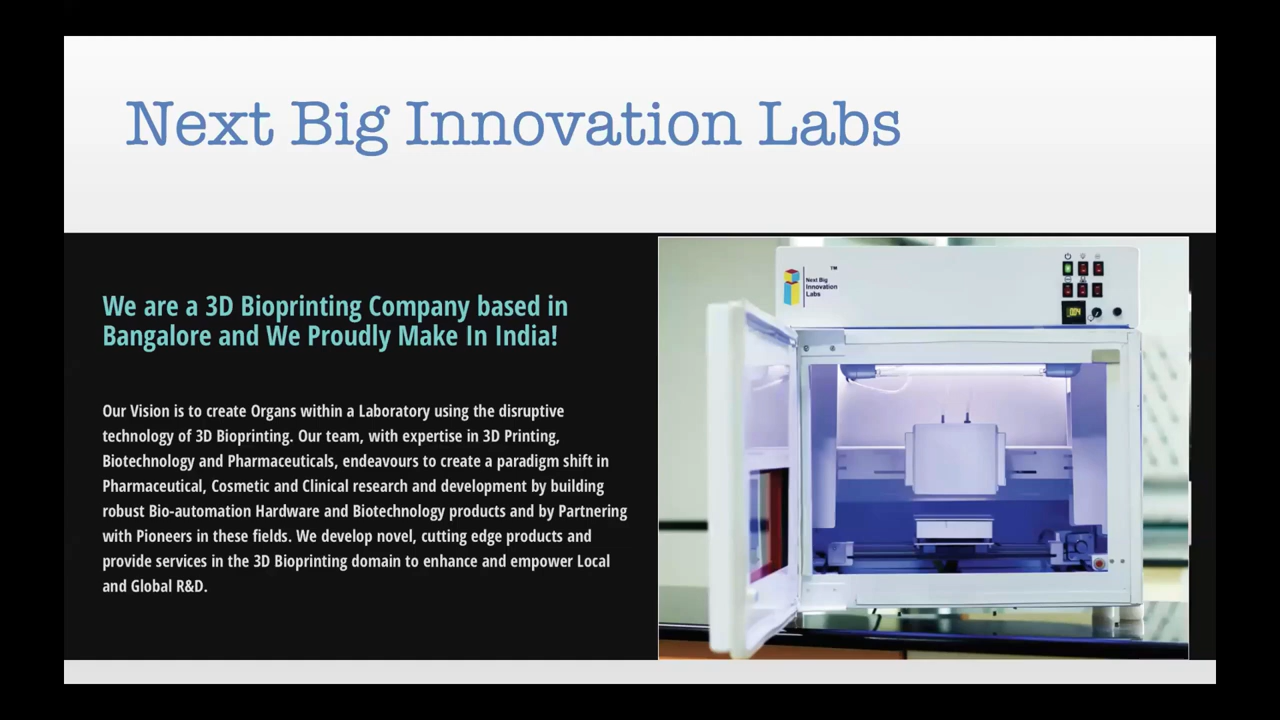 Next Big Innovation Labs
We are a 3D Bioprinting Company based in
Bangalore and We Proudly Make In India!
Our Vision is to create Organs within a Laboratory using the disruptive
technology of 3D Bioprinting. Our team, with expertise in 3D Printing,
Biotechnology and Pharmaceuticals, endeavours to create a paradigm shift in
Pharmaceutical, Cosmetic and Clinical research and development by building
robust Bio-automation Hardware and Biotechnology products and by Partnering
with Pioneers in these fields. We develop novel, cutting edge products and
provide services in the 3D Bioprinting domain to enhance and empower Local
and Global R&D.
TM
Next Big
Innovation
Labs